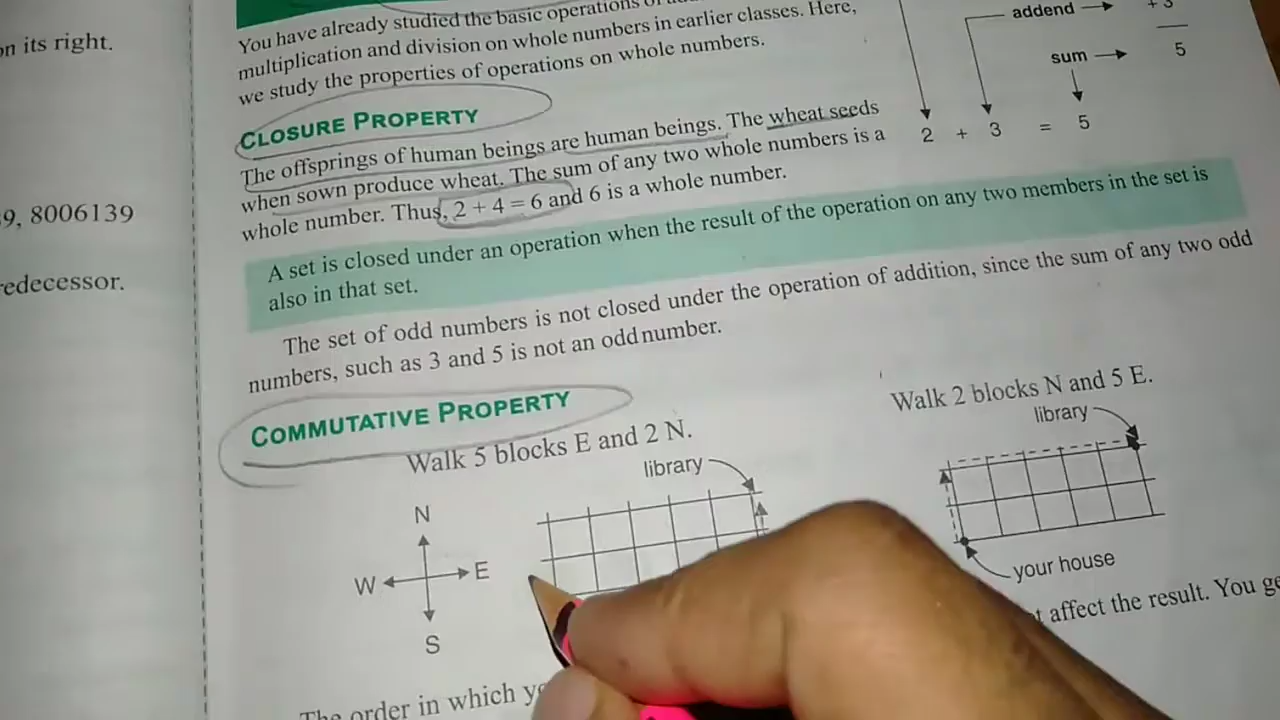 on its right.
9, 8006139
redecessor.
You have already studied the basic operations of
multiplication and division on whole numbers in earlier classes. Here,
we study the properties of operations on whole numbers.
CLOSURE PROPERTY
The offsprings of human beings are human beings. The wheat seeds
when sown produce wheat. The sum of any two whole numbers is a
whole number. Thus, 2 + 4 = 6 and 6 is a whole number.
addend
+ 3
sum
5
2 + 3 = 5
A set is closed under an operation when the result of the operation on any two members in the set is
also in that set.
The set of odd numbers is not closed under the operation of addition, since the sum of any two odd
numbers, such as 3 and 5 is not an odd number.
COMMUTATIVE PROPERTY
Walk 5 blocks E and 2 N.
library
N
W
E
S
Walk 2 blocks N and 5 E.
library
your house
The order in which
affect the result. You